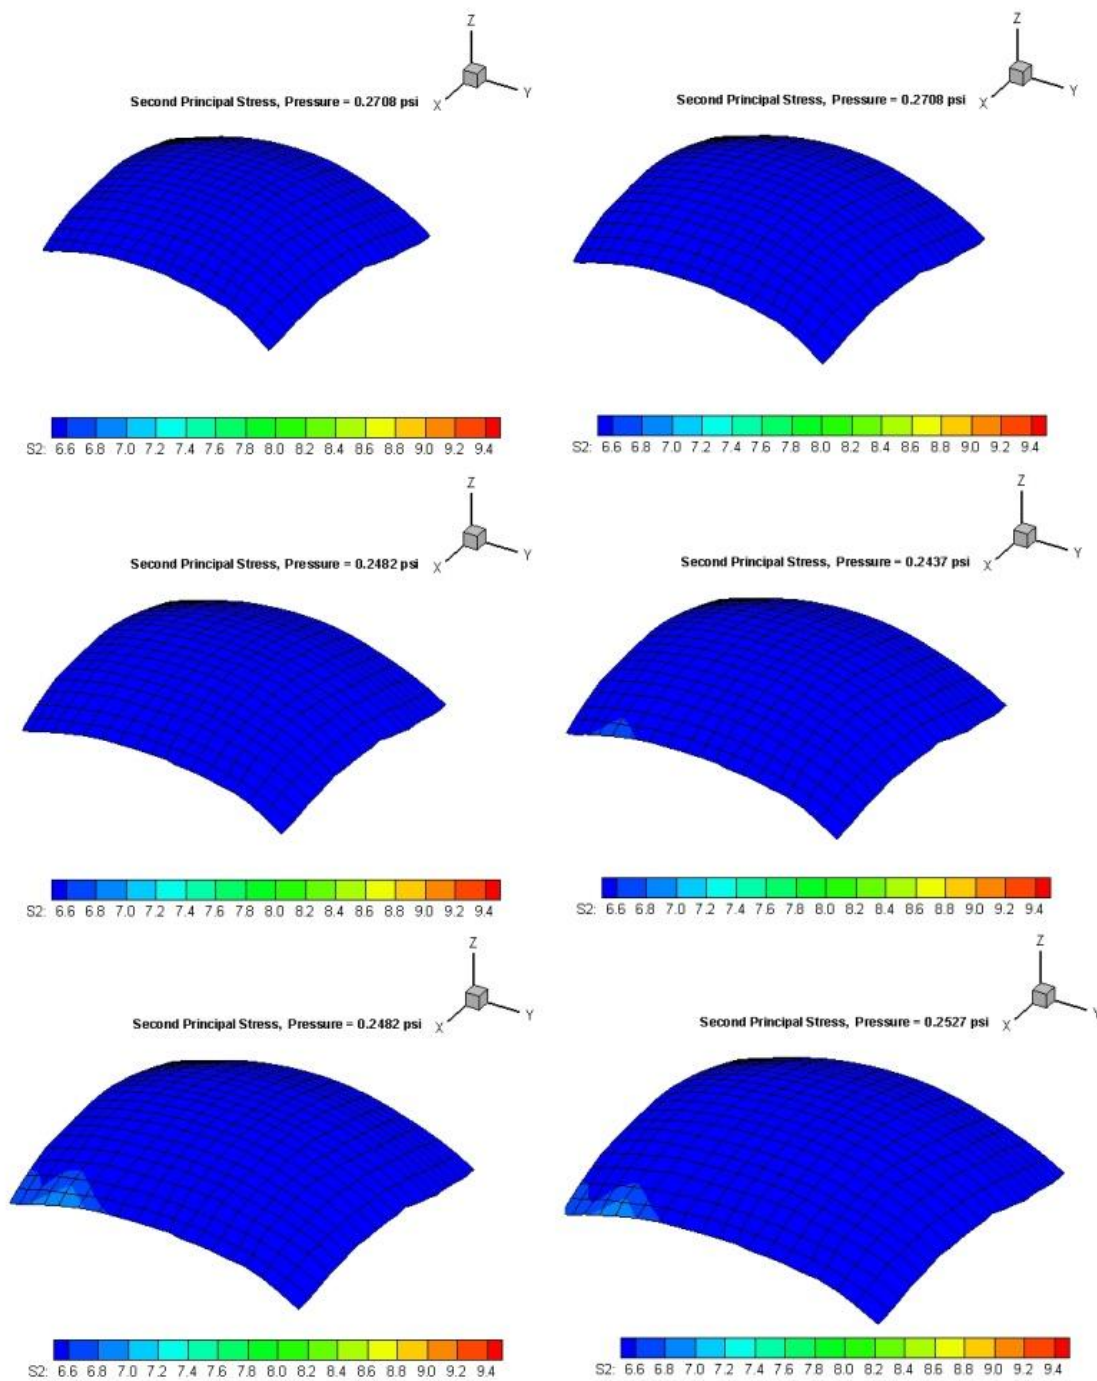 Z
X
Y
Second Principal Stress, Pressure = 0.2708 psi
S2: 6.6 6.8 7.0 7.2 7.4 7.6 7.8 8.0 8.2 8.4 8.6 8.8 9.0 9.2 9.4
Z
X
Y
Second Principal Stress, Pressure = 0.2708 psi
S2: 6.6 6.8 7.0 7.2 7.4 7.6 7.8 8.0 8.2 8.4 8.6 8.8 9.0 9.2 9.4
Z
X
Y
Second Principal Stress, Pressure = 0.2482 psi
S2: 6.6 6.8 7.0 7.2 7.4 7.6 7.8 8.0 8.2 8.4 8.6 8.8 9.0 9.2 9.4
Z
X
Y
Second Principal Stress, Pressure = 0.2437 psi
S2: 6.6 6.8 7.0 7.2 7.4 7.6 7.8 8.0 8.2 8.4 8.6 8.8 9.0 9.2 9.4
Z
X
Y
Second Principal Stress, Pressure = 0.2482 psi
S2: 6.6 6.8 7.0 7.2 7.4 7.6 7.8 8.0 8.2 8.4 8.6 8.8 9.0 9.2 9.4
Z
X
Y
Second Principal Stress, Pressure = 0.2527 psi
S2: 6.6 6.8 7.0 7.2 7.4 7.6 7.8 8.0 8.2 8.4 8.6 8.8 9.0 9.2 9.4